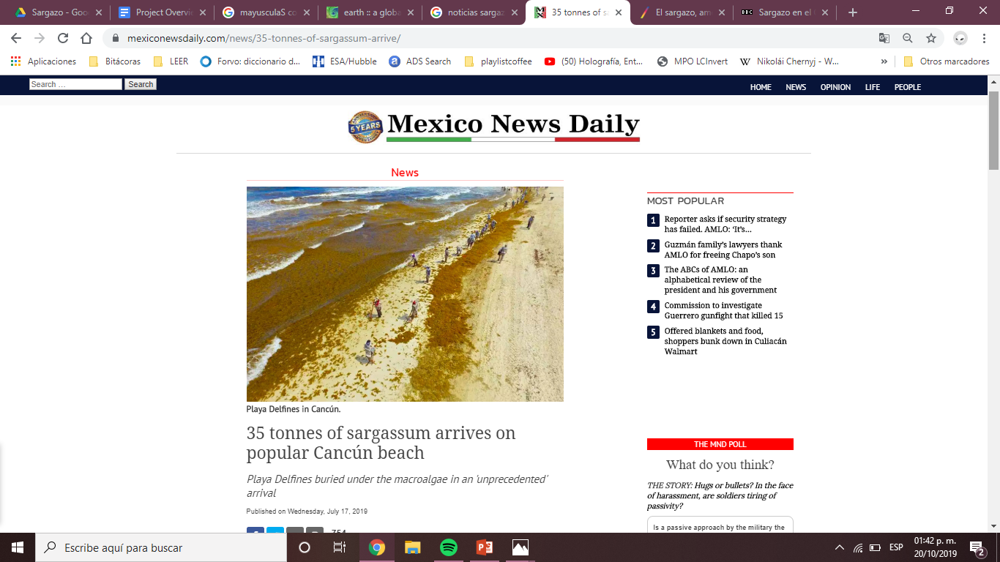 Sargazo - Goo
Project Overvie
mayusculaS co
earth :: a globa
noticias sargaz
35 tonnes of sa
El sargazo, am
BBC
Sargazo en el
mexiconewsdaily.com/news/35-tonnes-of-sargassum-arrive/
Aplicaciones
Bitácoras
LEER
Forvo: diccionario d...
ESA/Hubble
ADS Search
playlistcoffee
(50) Holografía, Ent...
MPO LCInvert
Nikolái Chernyj - W...
»
Otros marcadores
Search …
Search
HOME
NEWS
OPINION
LIFE
PEOPLE
5 YEARS
Mexico News Daily
News
Playa Delfines in Cancún.
35 tonnes of sargassum arrives on
popular Cancún beach
Playa Delfines buried under the macroalgae in an 'unprecedented'
arrival
Published on Wednesday, July 17, 2019
754
MOST POPULAR
1 Reporter asks if security strategy
has failed. AMLO: ‘It’s…
2 Guzmán family’s lawyers thank
AMLO for freeing Chapo’s son
3 The ABCs of AMLO: an
alphabetical review of the
president and his government
4 Commission to investigate
Guerrero gunfight that killed 15
5 Offered blankets and food,
shoppers bunk down in Culiacán
Walmart
THE MND POLL
What do you think?
THE STORY: Hugs or bullets? In the face
of harassment, are soldiers tiring of
passivity?
Is a passive approach by the military the
Escribe aquí para buscar
ESP
01:42 p. m.
20/10/2019
2